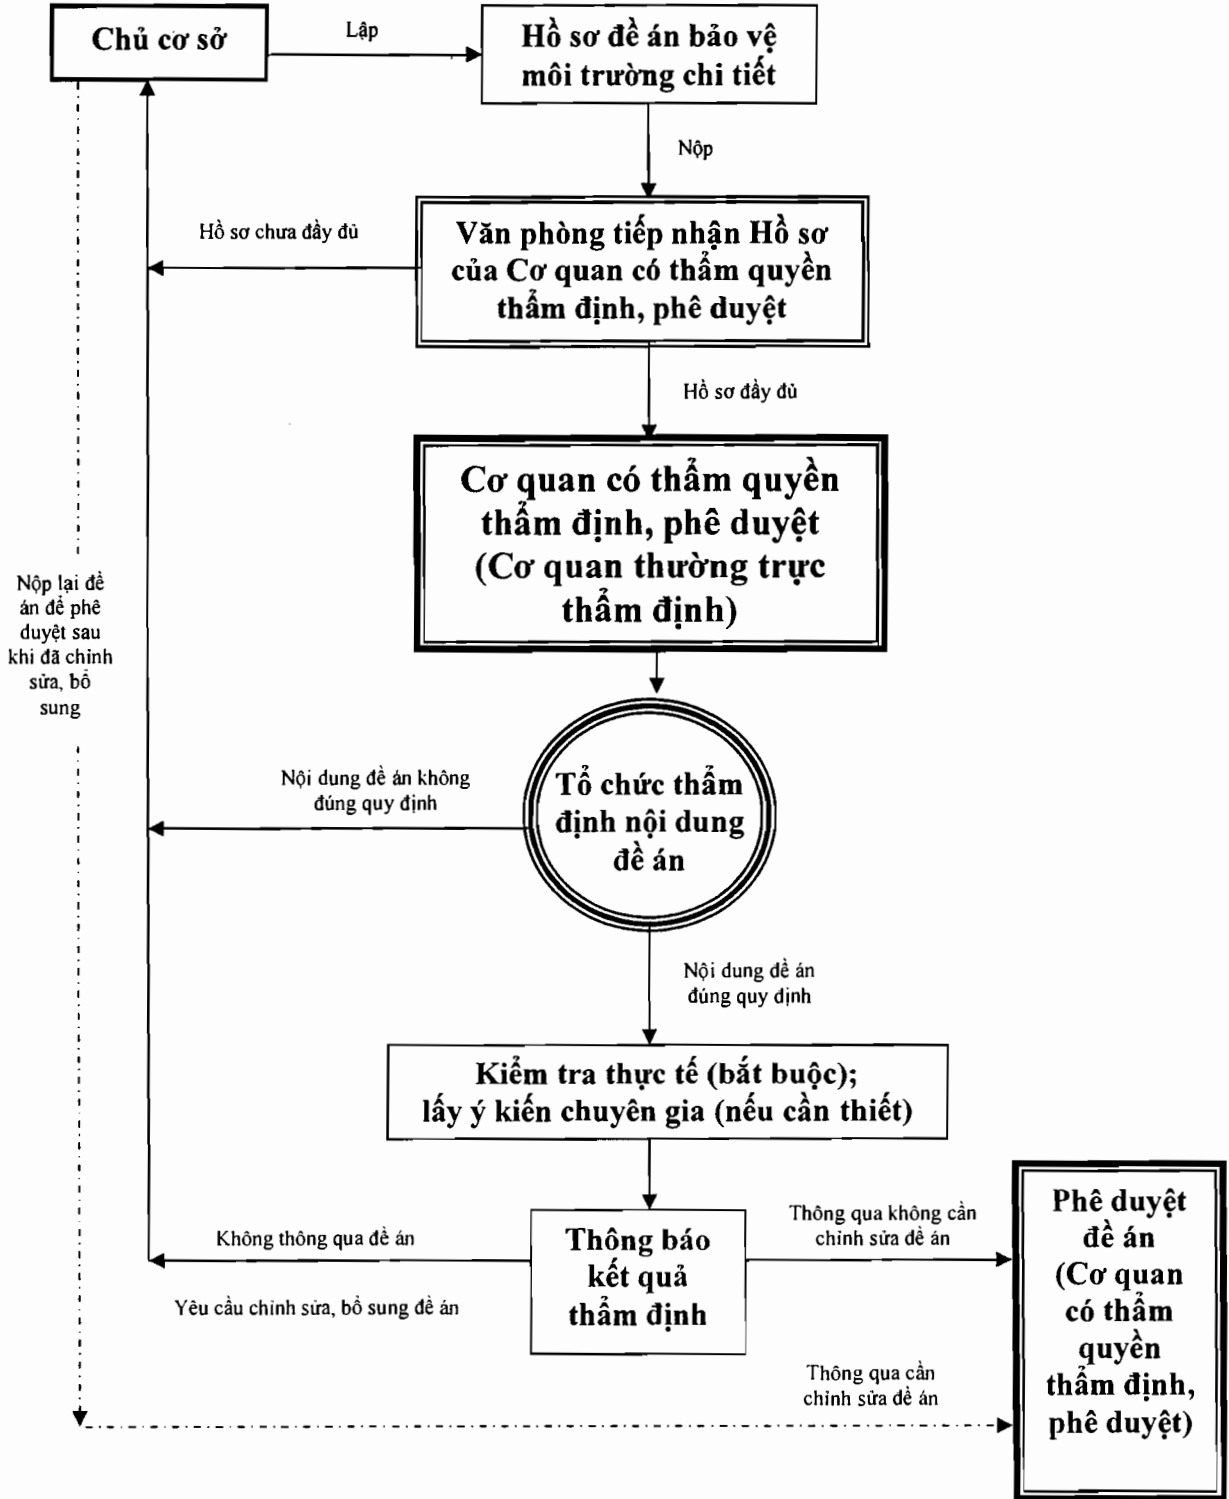 Chủ cơ sở
Lập
Hồ sơ đề án bảo vệ
môi trường chi tiết
Nộp
Hồ sơ chưa đầy đủ
Văn phòng tiếp nhận Hồ sơ
của Cơ quan có thẩm quyền
thẩm định, phê duyệt
Hồ sơ đầy đủ
Cơ quan có thẩm quyền
thẩm định, phê duyệt
(Cơ quan thường trực
thẩm định)
Nộp lại đề
án để phê
duyệt sau
khi đã chỉnh
sửa, bổ
sung
Nội dung đề án không
đúng quy định
Tổ chức thẩm
định nội dung
đề án
Nội dung đề án
đúng quy định
Kiểm tra thực tế (bắt buộc);
lấy ý kiến chuyên gia (nếu cần thiết)
Không thông qua đề án
Yêu cầu chỉnh sửa, bổ sung đề án
Thông báo
kết quả
thẩm định
Thông qua không cần
chỉnh sửa đề án
Thông qua cần
chỉnh sửa đề án
Phê duyệt
đề án
(Cơ quan
có thẩm
quyền
thẩm định,
phê duyệt)